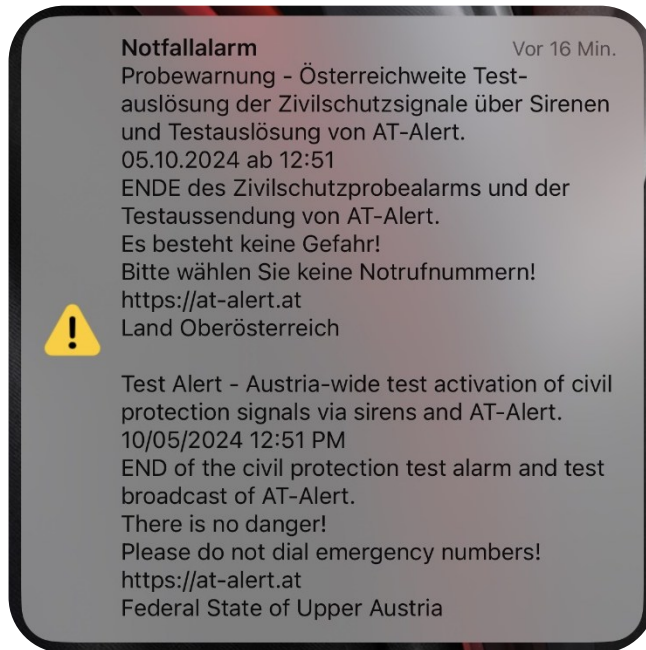 Notfallalarm
Vor 16 Min.
Probewarnung - Österreichweite Test-
auslösung der Zivilschutzsignale über Sirenen
und Testauslösung von AT-Alert.
05.10.2024 ab 12:51
ENDE des Zivilschutzprobealarms und der
Testaussendung von AT-Alert.
Es besteht keine Gefahr!
Bitte wählen Sie keine Notrufnummern!
https://at-alert.at
Land Oberösterreich
Test Alert - Austria-wide test activation of civil
protection signals via sirens and AT-Alert.
10/05/2024 12:51 PM
END of the civil protection test alarm and test
broadcast of AT-Alert.
There is no danger!
Please do not dial emergency numbers!
https://at-alert.at
Federal State of Upper Austria